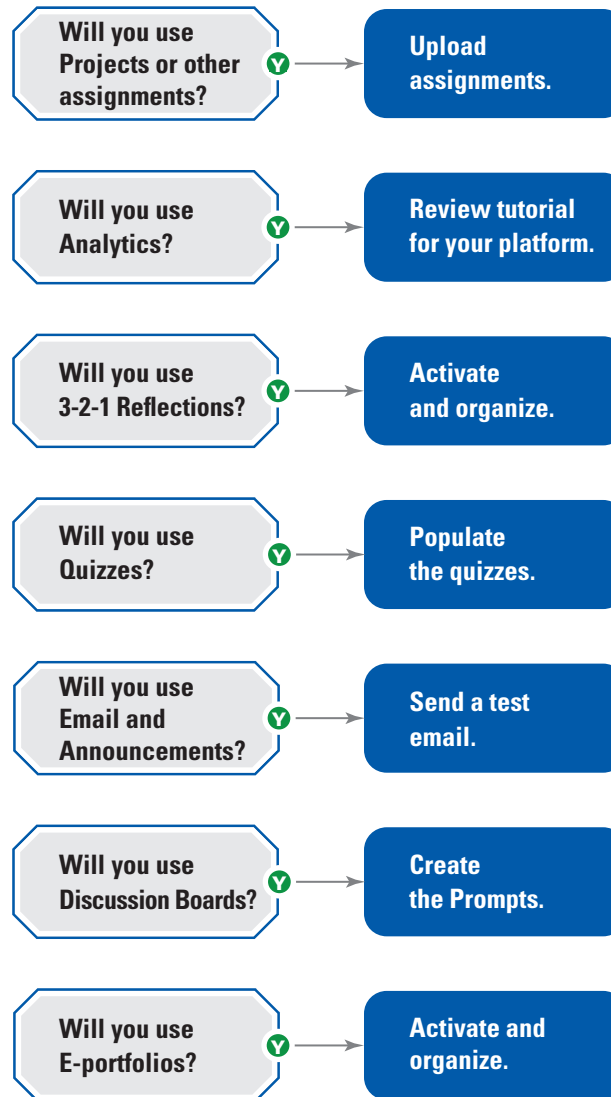 Will you use
Projects or other
assignments?
Y
Upload
assignments.
Will you use
Analytics?
Y
Review tutorial
for your platform.
Will you use
3-2-1 Reflections?
Y
Activate
and organize.
Will you use
Quizzes?
Y
Populate
the quizzes.
Will you use
Email and
Announcements?
Y
Send a test
email.
Will you use
Discussion Boards?
Y
Create
the Prompts.
Will you use
E-portfolios?
Y
Activate and
organize.